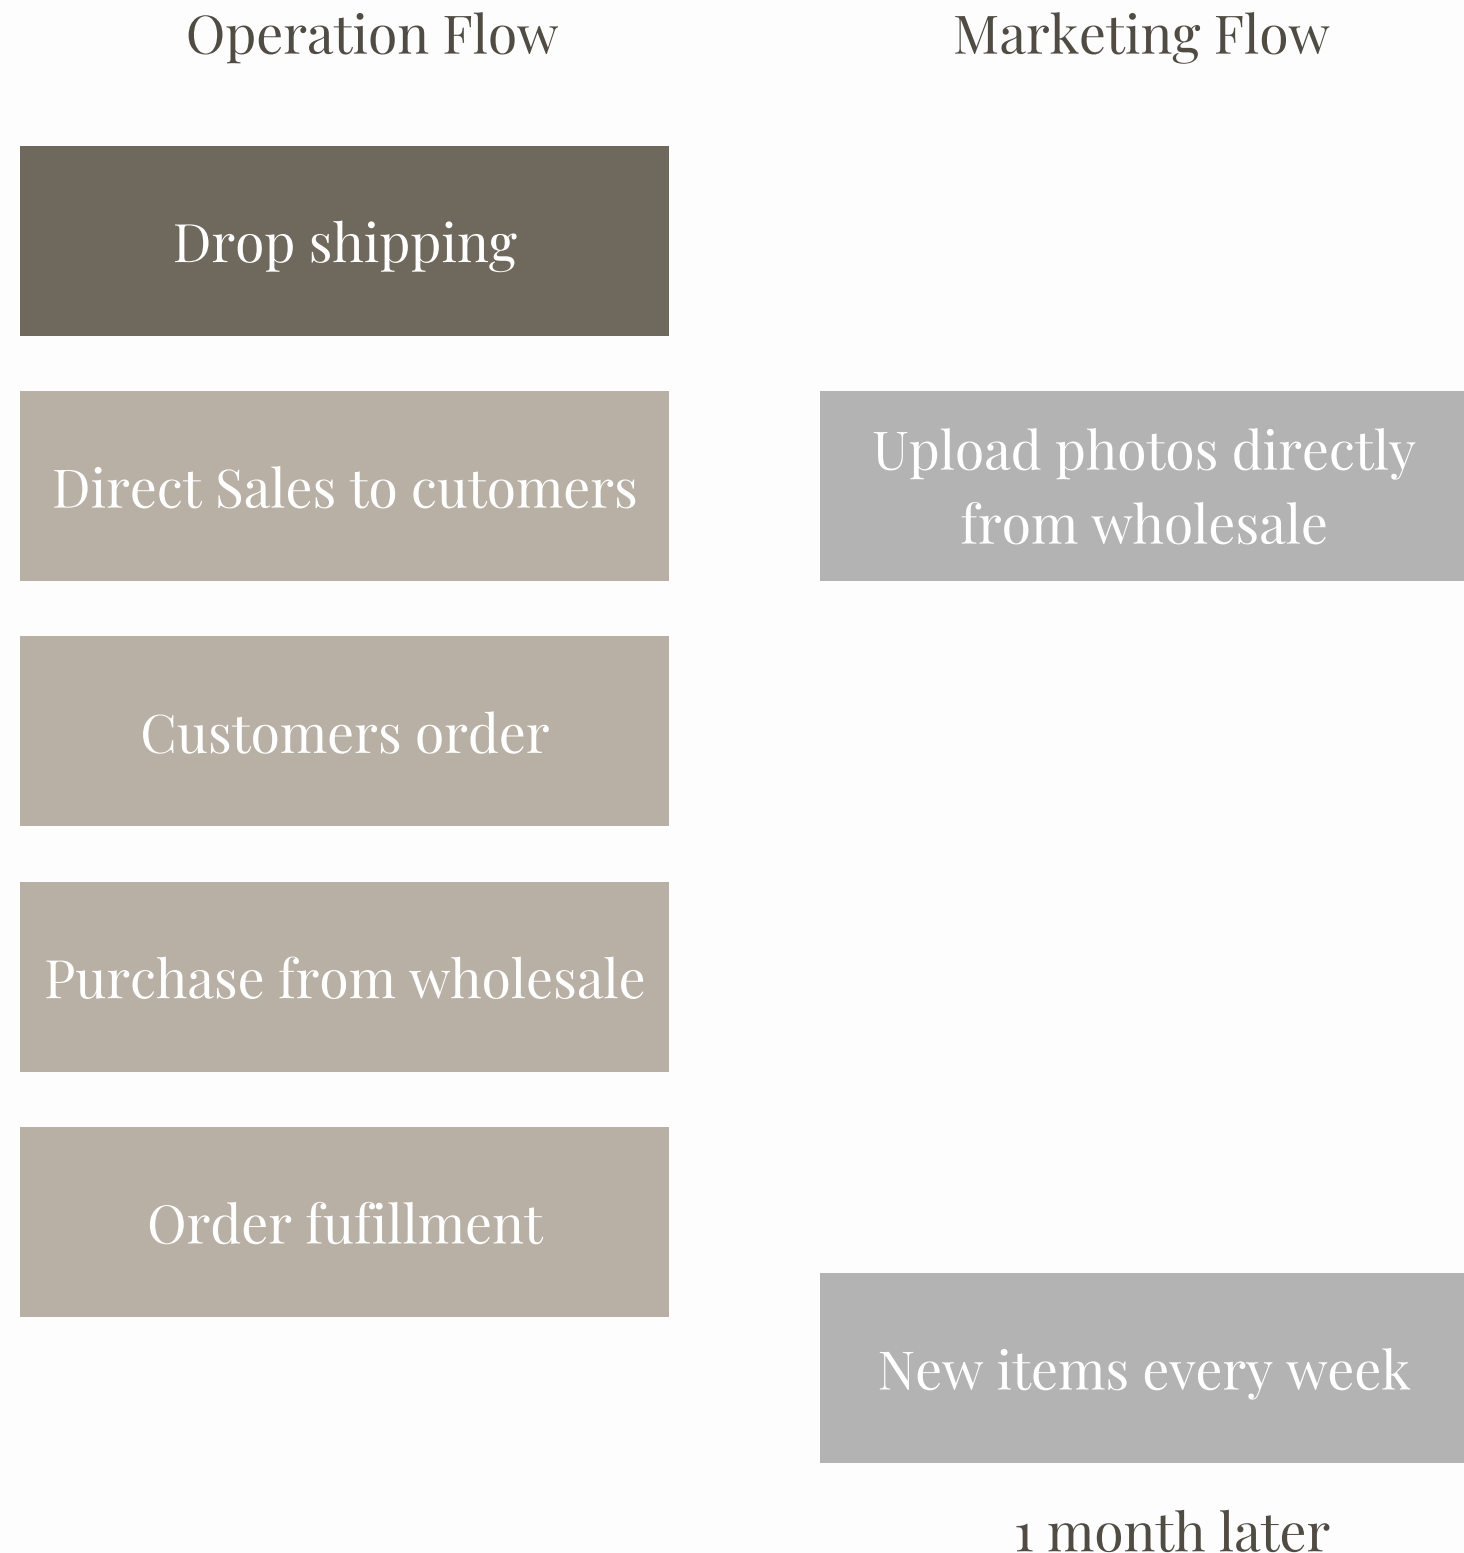 Operation Flow
Marketing Flow
Drop shipping
Direct Sales to cutomers
Upload photos directly
from wholesale
Customers order
Purchase from wholesale
Order fufillment
New items every week
1 month later